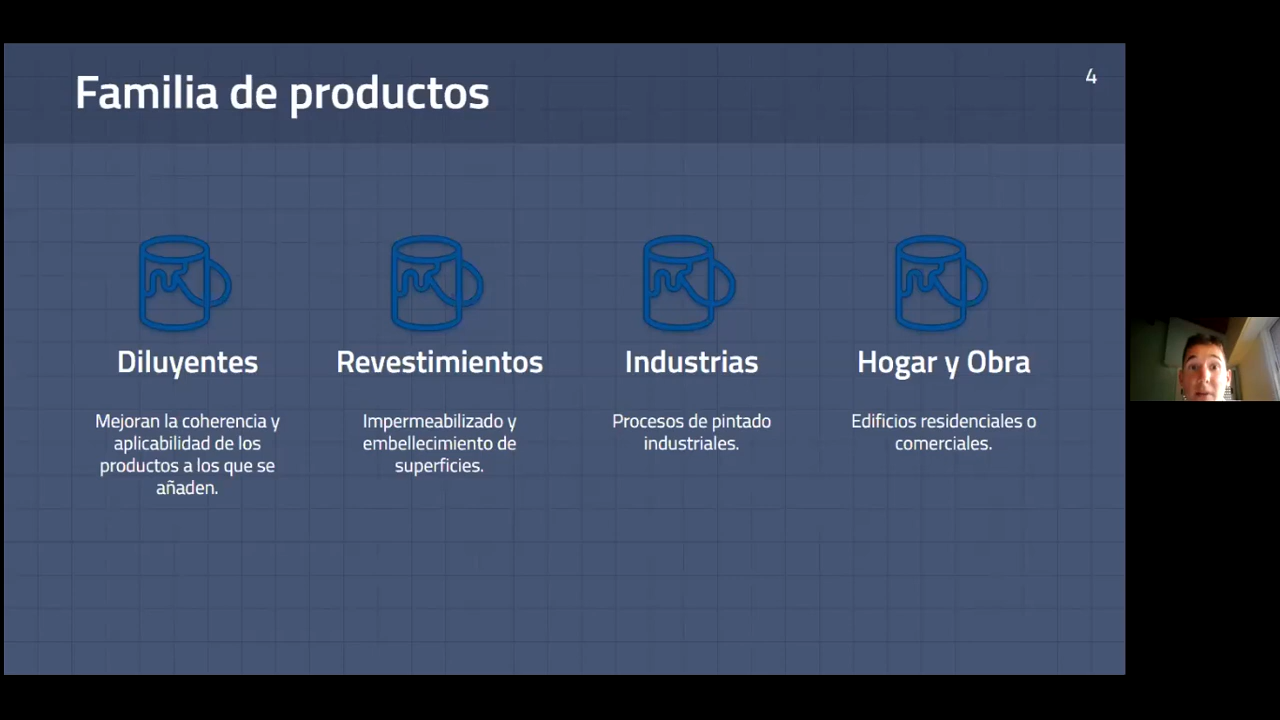 Familia de productos
4
Diluyentes
Mejoran la coherencia y
aplicabilidad de los
productos a los que se
añaden.
Revestimientos
Impermeabilizado y
embellecimiento de
superficies.
Industrias
Procesos de pintado
industriales.
Hogar y Obra
Edificios residenciales o
comerciales.